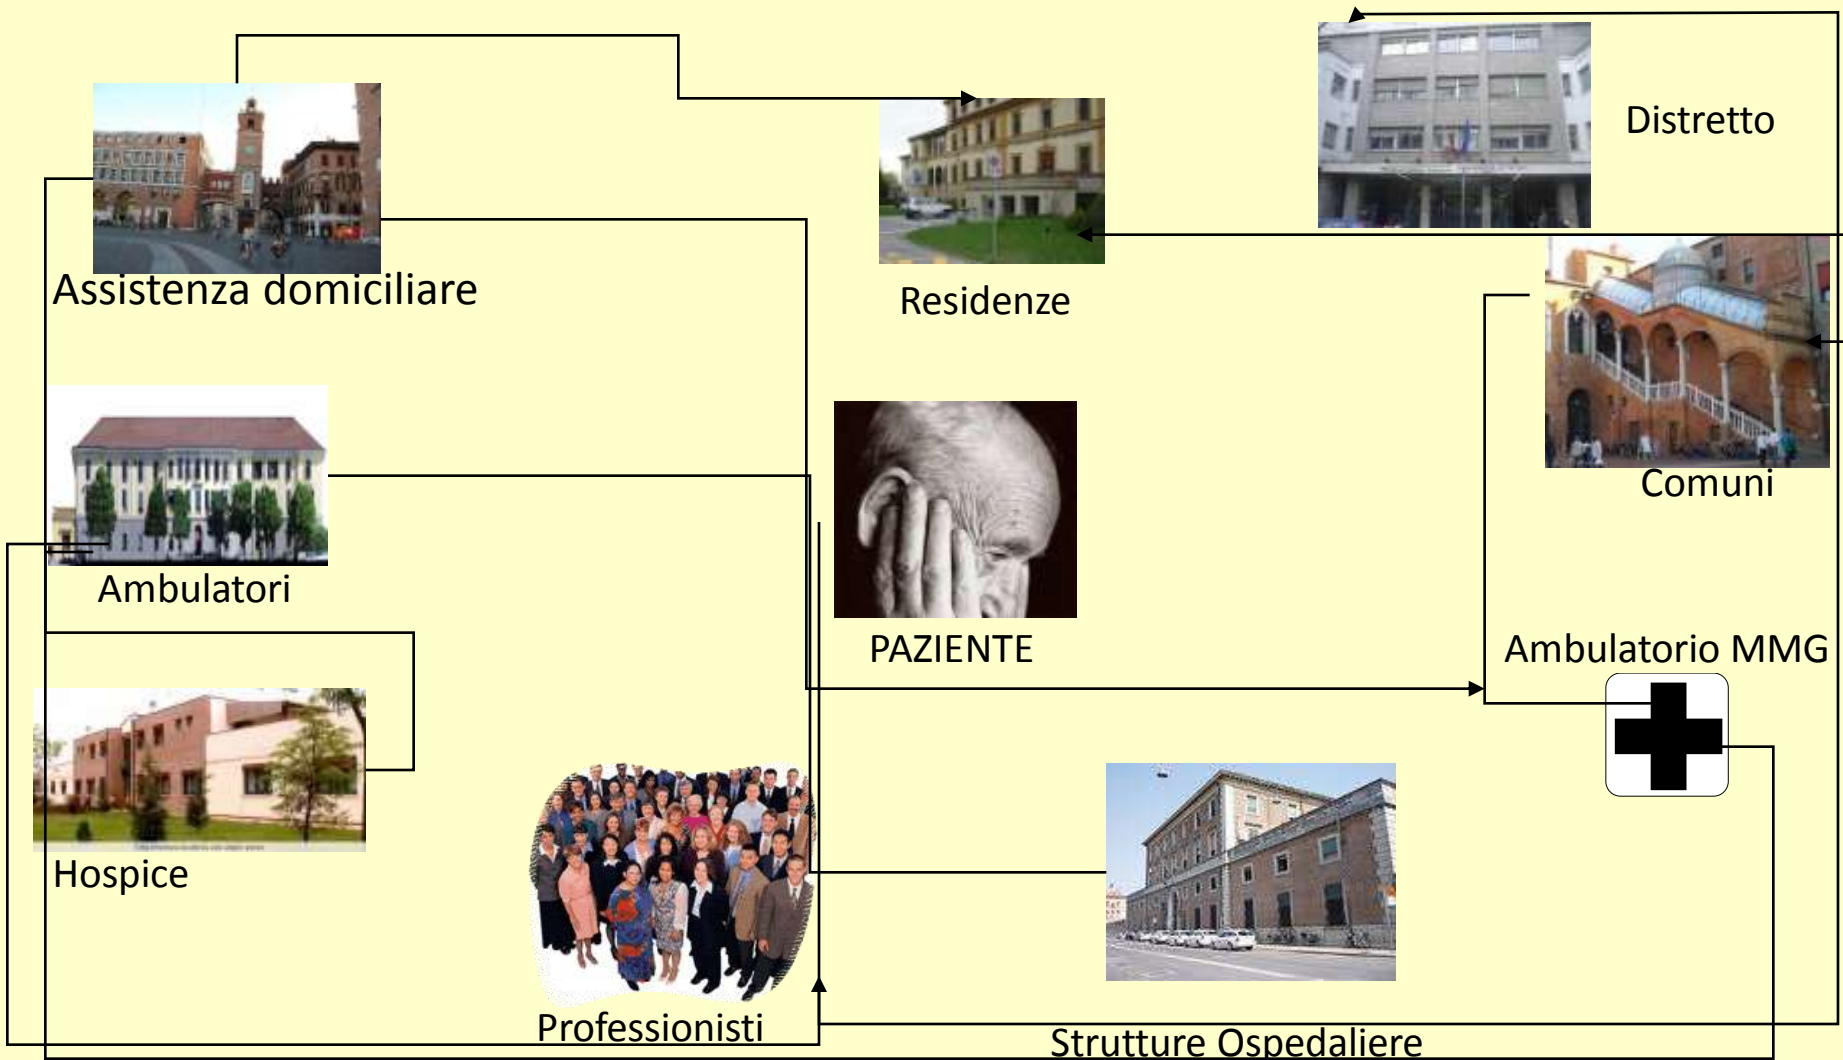 Distretto
Assistenza domiciliare
Residenze
Comuni
Ambulatori
PAZIENTE
Ambulatorio MMG
Hospice
Professionisti
Strutture Ospedaliere